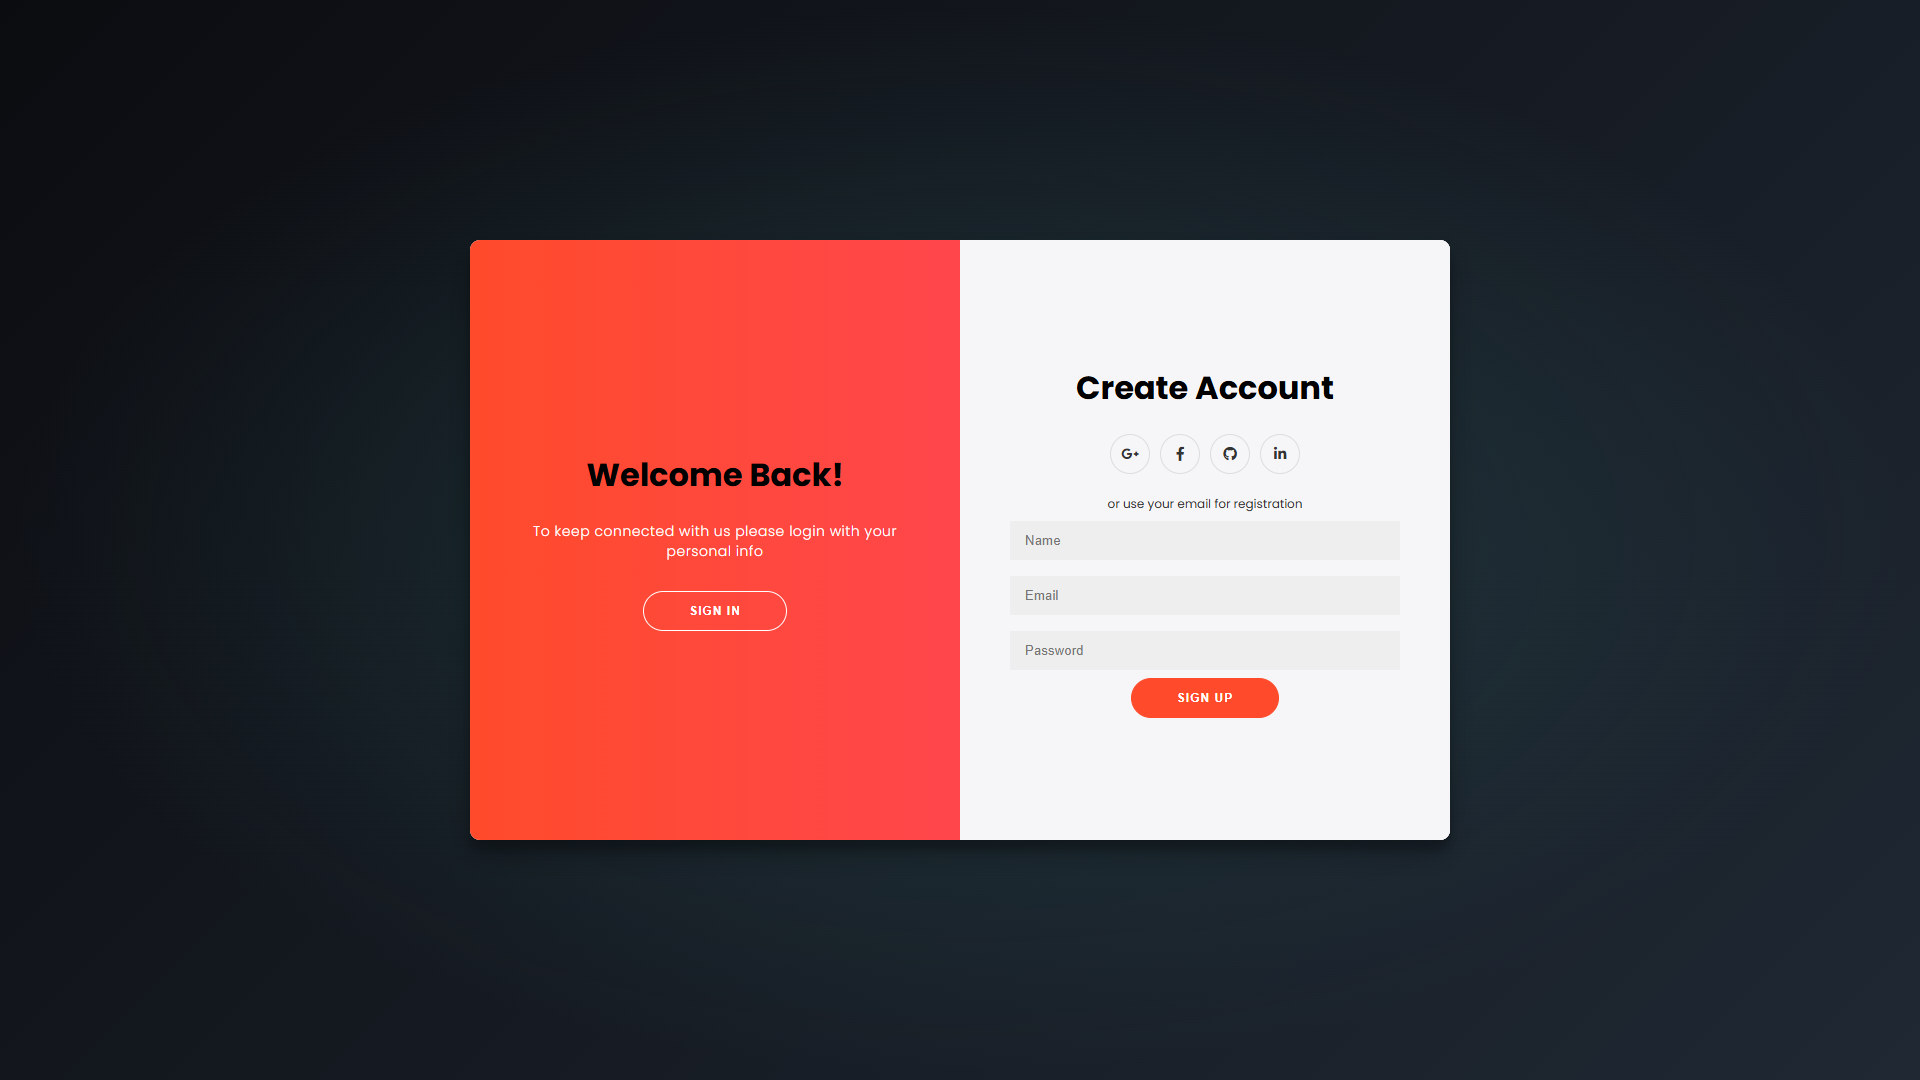 Welcome Back!
To keep connected with us please login with your
personal info
SIGN IN
Create Account
G+
f
in
or use your email for registration
Name
Email
Password
SIGN UP